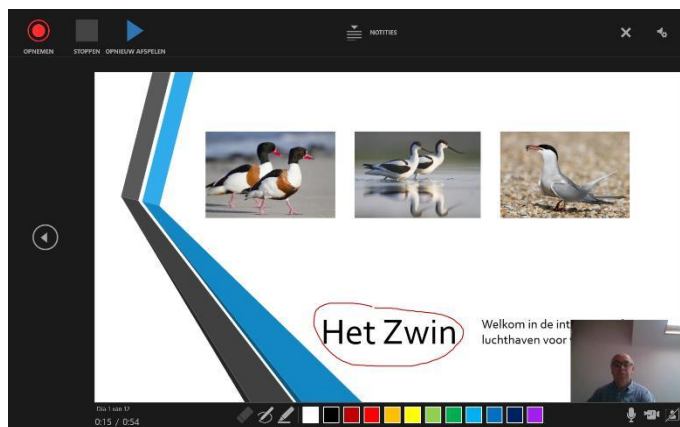 OPNEMEN
STOPPEN
OPNIEUW AFSPELEN
NOTITIES
Het Zwin
Welkom in de
luchthaven voor
Dia 1 van 17
0:15 / 0:54